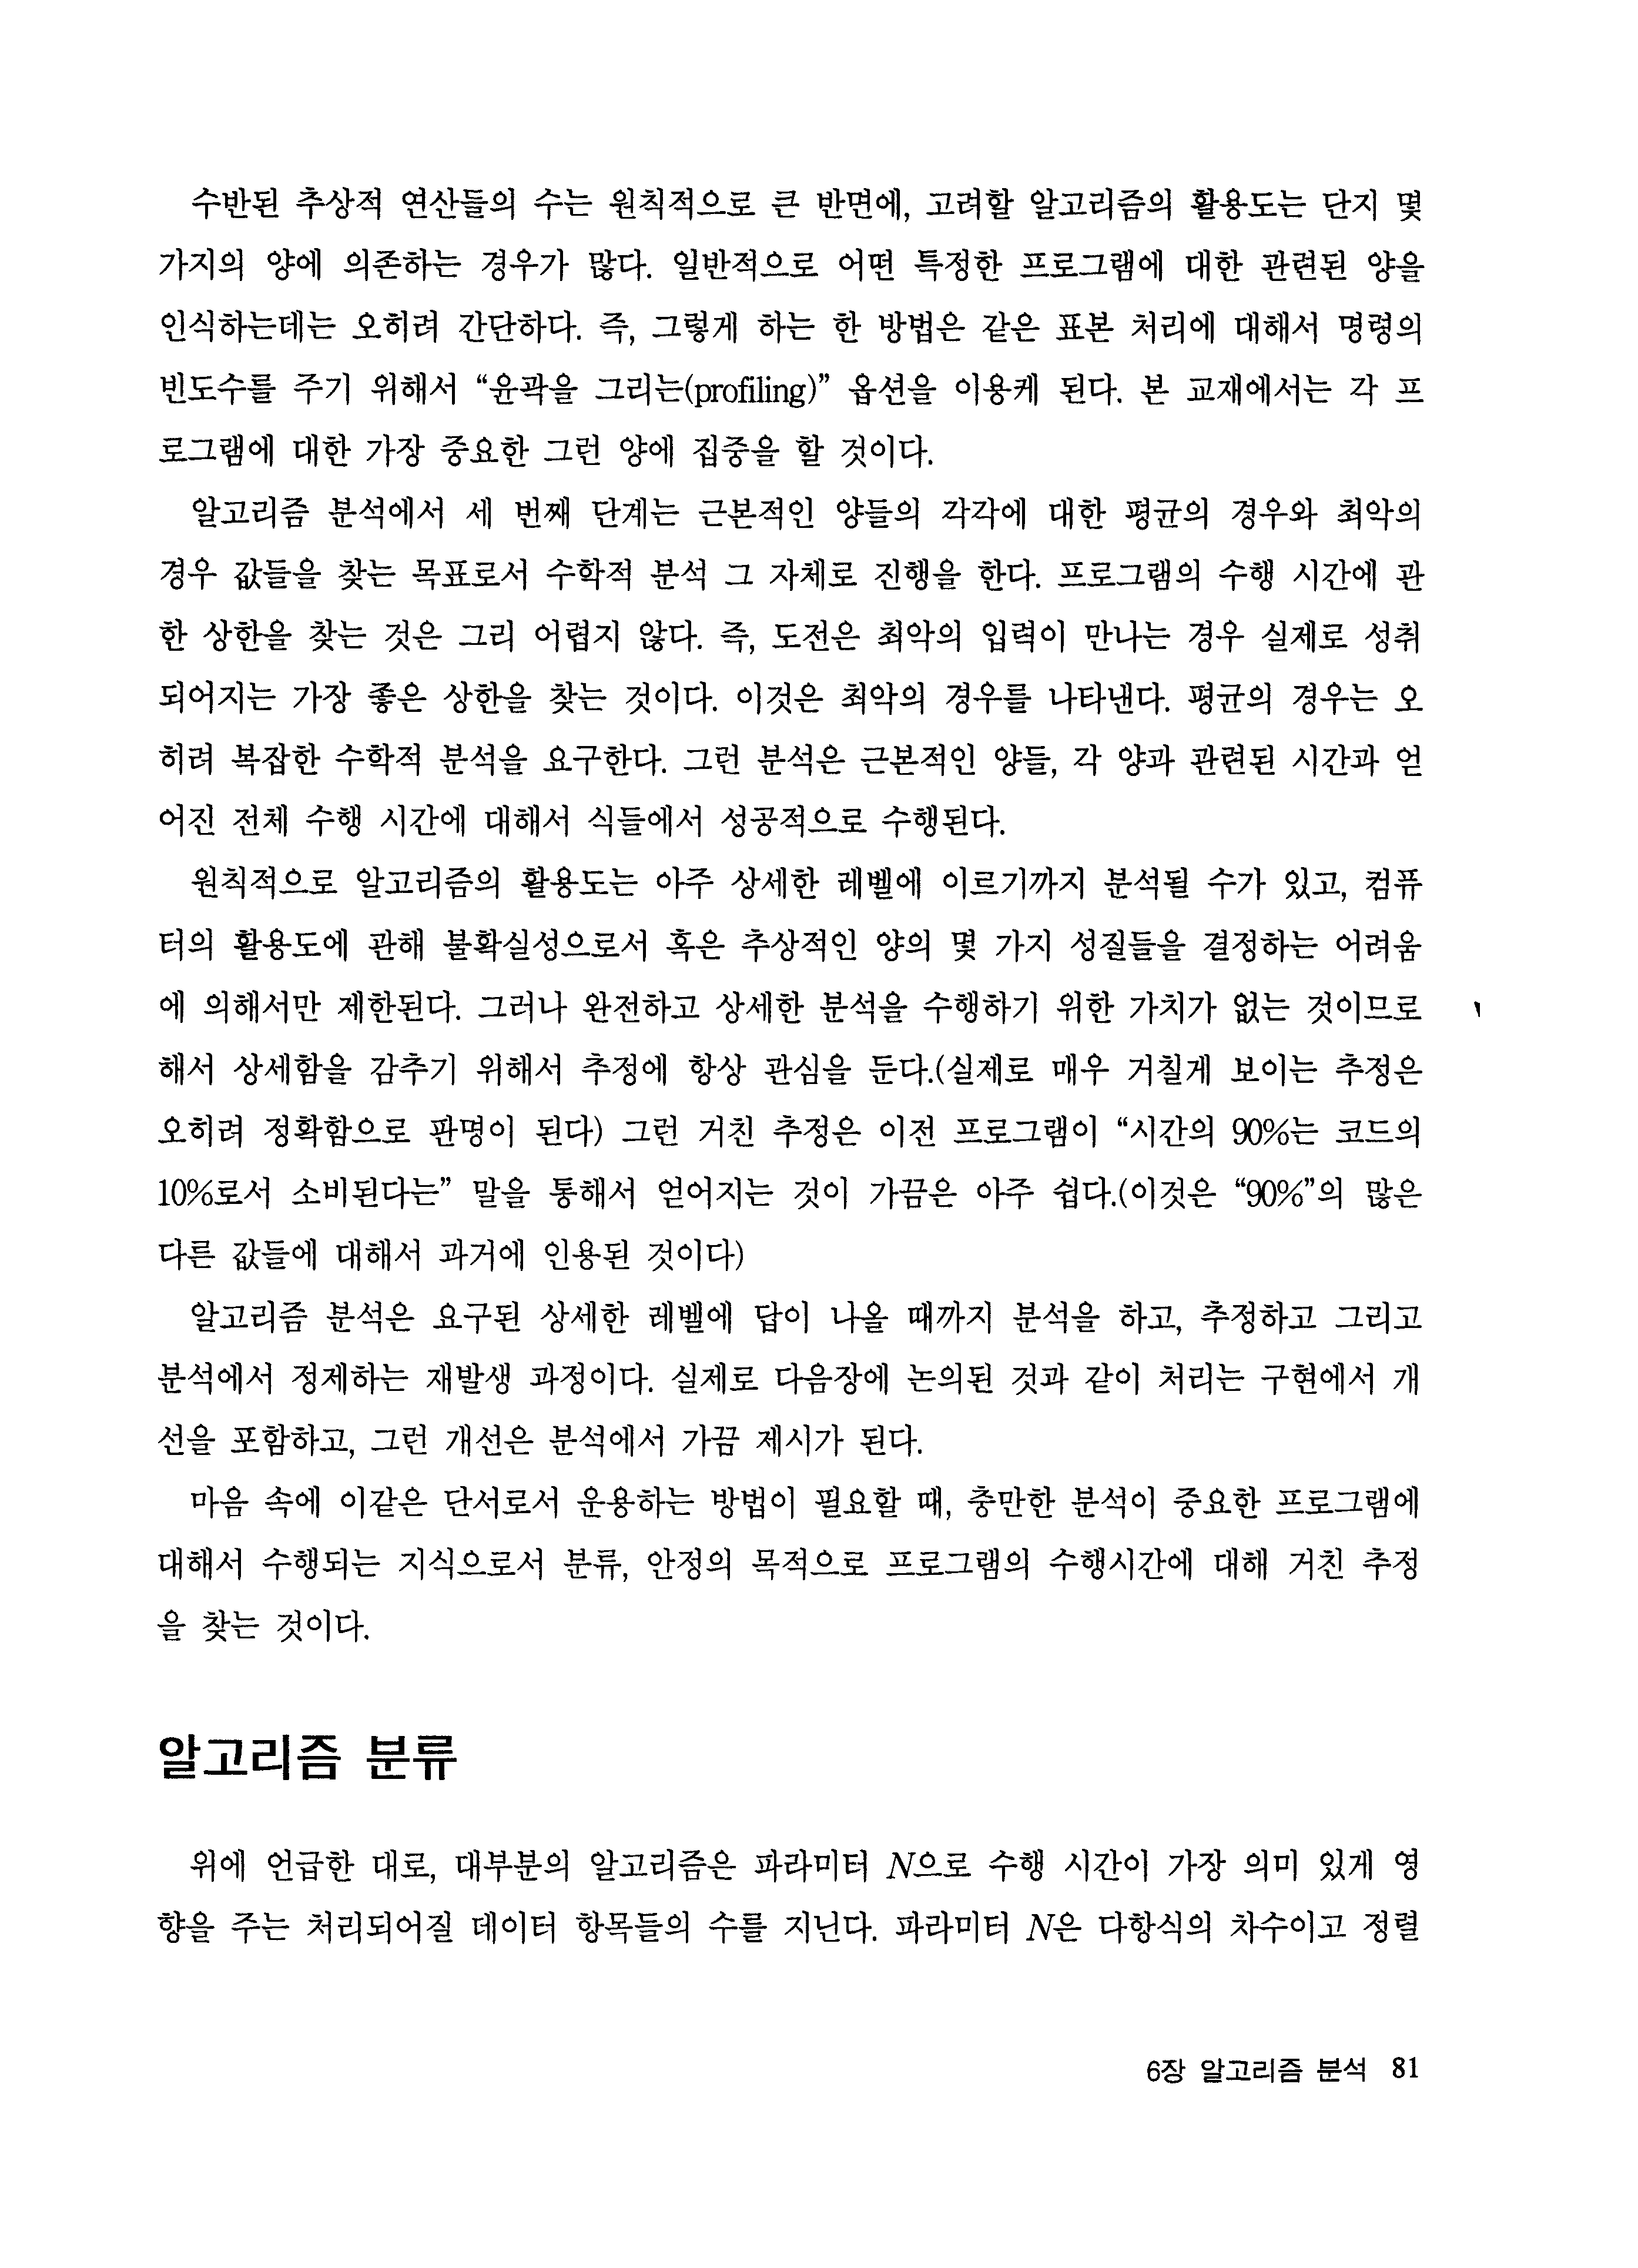 수반된 추상적 연산들의 수는 원칙적으로 큰 반면에, 고려할 알고리즘의 활용도는 단지 몇
가지의 양에 의존하는 경우가 많다. 일반적으로 어떤 특정한 프로그램에 대한 관련된 양을
인식하는데는 오히려 간단하다. 즉, 그렇게 하는 한 방법은 같은 표본 처리에 대해서 명령의
빈도수를 주기 위해서 “윤곽을 그리는(profiling)” 옵션을 이용케 된다. 본 교재에서는 각 프
로그램에 대한 가장 중요한 그런 양에 집중을 할 것이다.
알고리즘 분석에서 세 번째 단계는 근본적인 양들의 각각에 대한 평균의 경우와 최악의
경우 값들을 찾는 목표로서 수학적 분석 그 자체로 진행을 한다. 프로그램의 수행 시간에 관
한 상한을 찾는 것은 그리 어렵지 않다. 즉, 도전은 최악의 입력이 만나는 경우 실제로 성취
되어지는 가장 좋은 상한을 찾는 것이다. 이것은 최악의 경우를 나타낸다. 평균의 경우는 오
히려 복잡한 수학적 분석을 요구한다. 그런 분석은 근본적인 양들, 각 양과 관련된 시간과 얻
어진 전체 수행 시간에 대해서 식들에서 성공적으로 수행된다.
원칙적으로 알고리즘의 활용도는 아주 상세한 레벨에 이르기까지 분석될 수가 있고, 컴퓨
터의 활용도에 관해 불확실성으로서 혹은 추상적인 양의 몇 가지 성질들을 결정하는 어려움
에 의해서만 제한된다. 그러나 완전하고 상세한 분석을 수행하기 위한 가치가 없는 것이므로
해서 상세함을 감추기 위해서 추정에 항상 관심을 둔다.(실제로 매우 거칠게 보이는 추정은
오히려 정확함으로 판명이 된다) 그런 거친 추정은 이전 프로그램이 “시간의 90%는 코드의
10%로서 소비된다는” 말을 통해서 얻어지는 것이 가끔은 아주 쉽다.(이것은 “90%”의 많은
다른 값들에 대해서 과거에 인용된 것이다)
알고리즘 분석은 요구된 상세한 레벨에 답이 나올 때까지 분석을 하고, 추정하고 그리고
분석에서 정제하는 재발생 과정이다. 실제로 다음장에 논의된 것과 같이 처리는 구현에서 개
선을 포함하고, 그런 개선은 분석에서 가끔 제시가 된다.
마음 속에 이같은 단서로서 운용하는 방법이 필요할 때, 충만한 분석이 중요한 프로그램에
대해서 수행되는 지식으로서 분류, 안정의 목적으로 프로그램의 수행시간에 대해 거친 추정
을 찾는 것이다.
알고리즘 분류
위에 언급한 대로, 대부분의 알고리즘은 파라미터 N으로 수행 시간이 가장 의미 있게 영
향을 주는 처리되어질 데이터 항목들의 수를 지닌다. 파라미터 N은 다항식의 차수이고 정렬
6장 알고리즘 분석 81